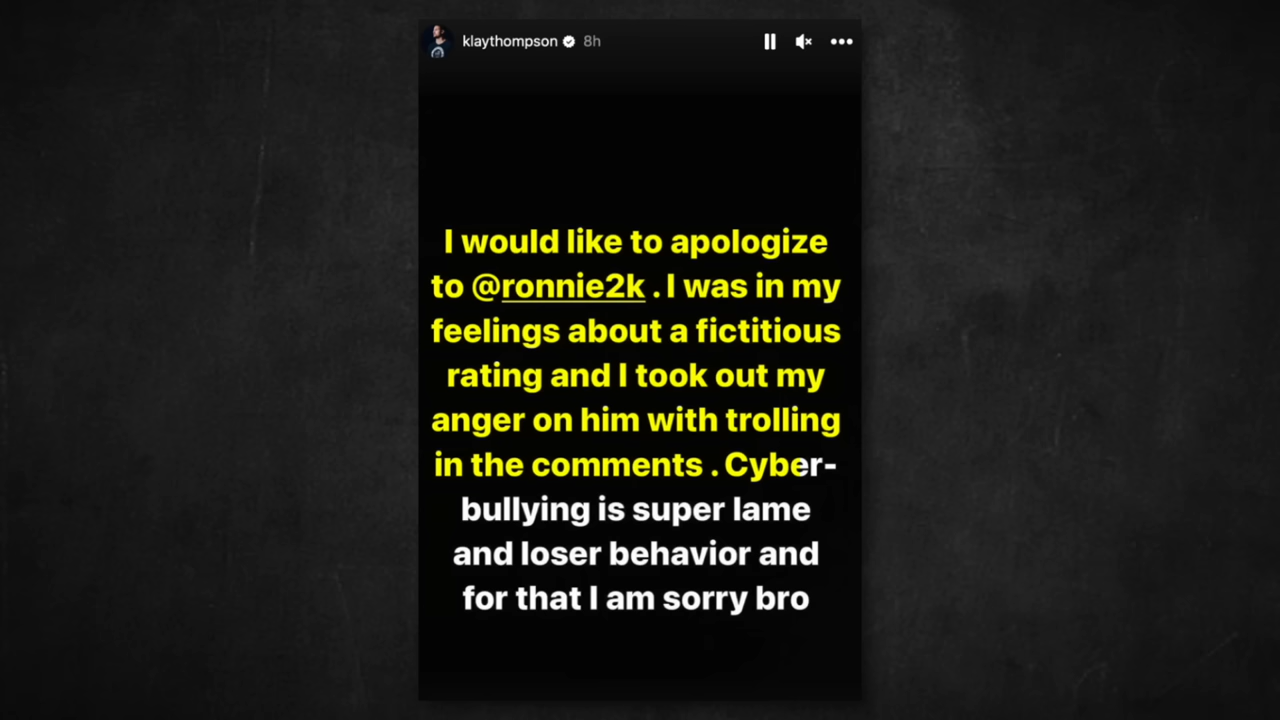 klaythompson 8h
I would like to apologize
to @ronnie2k . I was in my
feelings about a fictitious
rating and I took out my
anger on him with trolling
in the comments . Cyber-
bullying is super lame
and loser behavior and
for that I am sorry bro